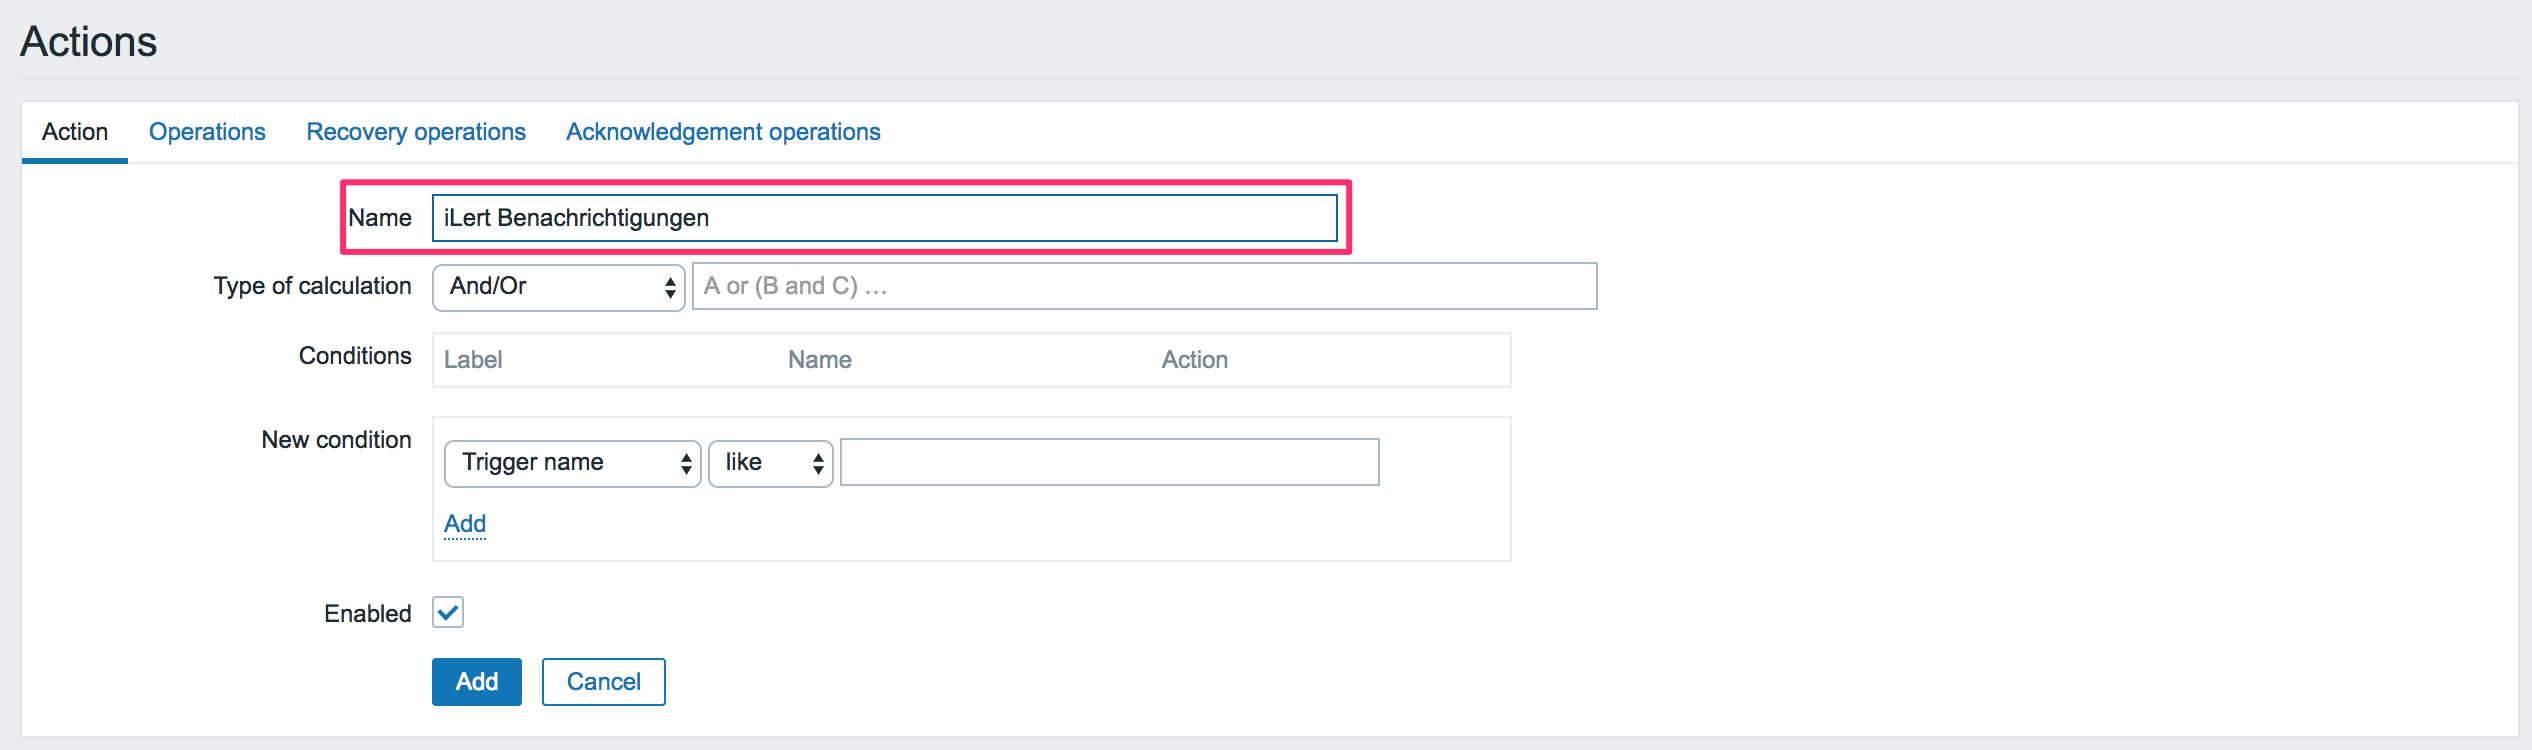 Actions
Action Operations Recovery operations Acknowledgement operations
Name iLert Benachrichtigungen
Type of calculation And/Or A or (B and C) …
Conditions Label Name Action
New condition
Trigger name like
Add
Enabled
Add Cancel